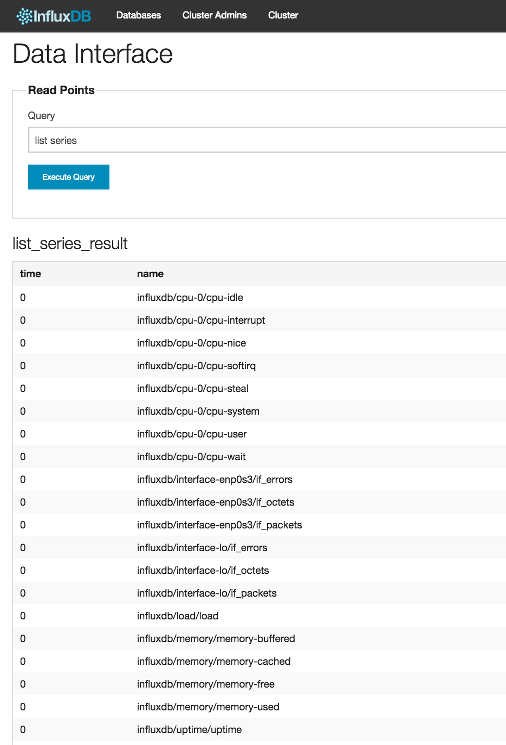 InfluxDB Databases Cluster Admins Cluster
Data Interface
Read Points
Query
list series
Execute Query
list_series_result
time name
0 influxdb/cpu-0/cpu-idle
0 influxdb/cpu-0/cpu-interrupt
0 influxdb/cpu-0/cpu-nice
0 influxdb/cpu-0/cpu-softirq
0 influxdb/cpu-0/cpu-steal
0 influxdb/cpu-0/cpu-system
0 influxdb/cpu-0/cpu-user
0 influxdb/cpu-0/cpu-wait
0 influxdb/interface-enp0s3/if_errors
0 influxdb/interface-enp0s3/if_octets
0 influxdb/interface-enp0s3/if_packets
0 influxdb/interface-lo/if_errors
0 influxdb/interface-lo/if_octets
0 influxdb/interface-lo/if_packets
0 influxdb/load/load
0 influxdb/memory/memory-buffered
0 influxdb/memory/memory-cached
0 influxdb/memory/memory-free
0 influxdb/memory/memory-used
0 influxdb/uptime/uptime